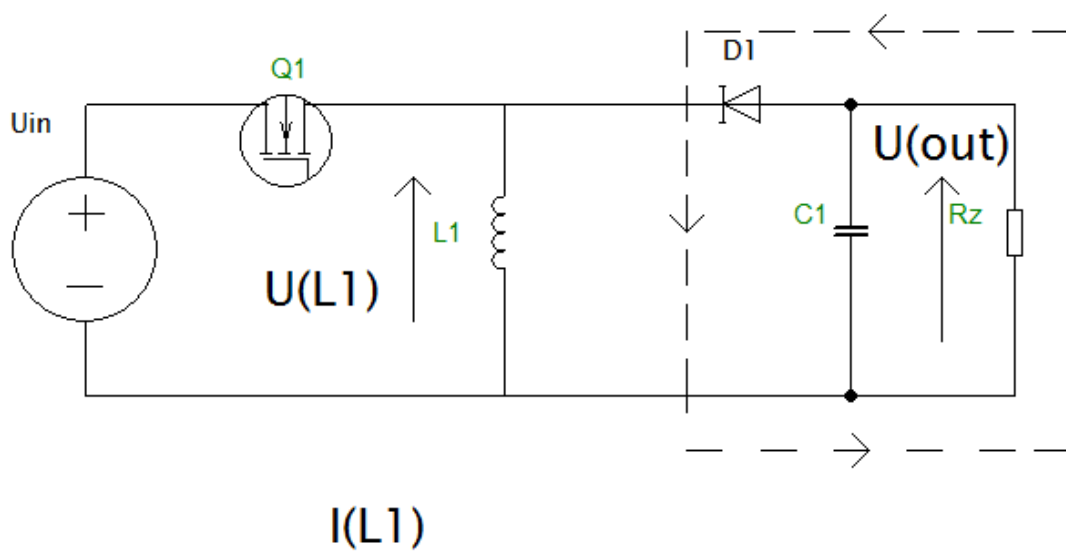 D1
Q1
Uin
U(out)
L1
C1
Rz
U(L1)
I(L1)